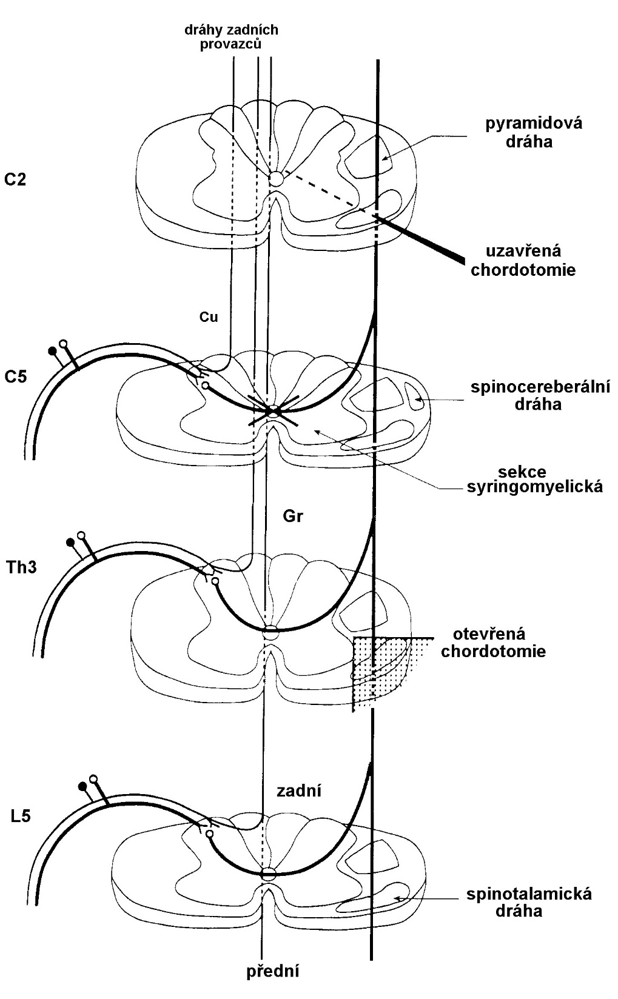 dráhy zadních
provazců
pyramidová
dráha
C2
uzavřená
chordotomie
Cu
C5
spinocereberální
dráha
sekce
syringomyelická
Gr
Th3
otevřená
chordotomie
zadní
L5
spinotalamická
dráha
přední